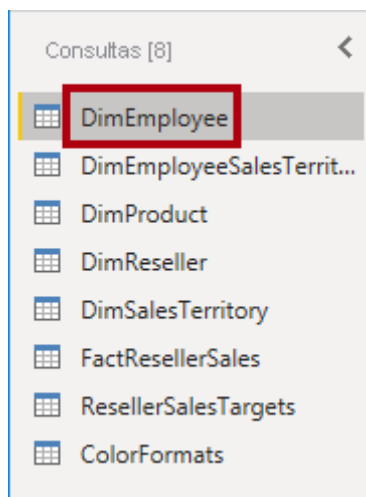 Consultas [8]
DimEmployee
DimEmployeeSalesTerrit...
DimProduct
DimReseller
DimSalesTerritory
FactResellerSales
ResellerSalesTargets
ColorFormats